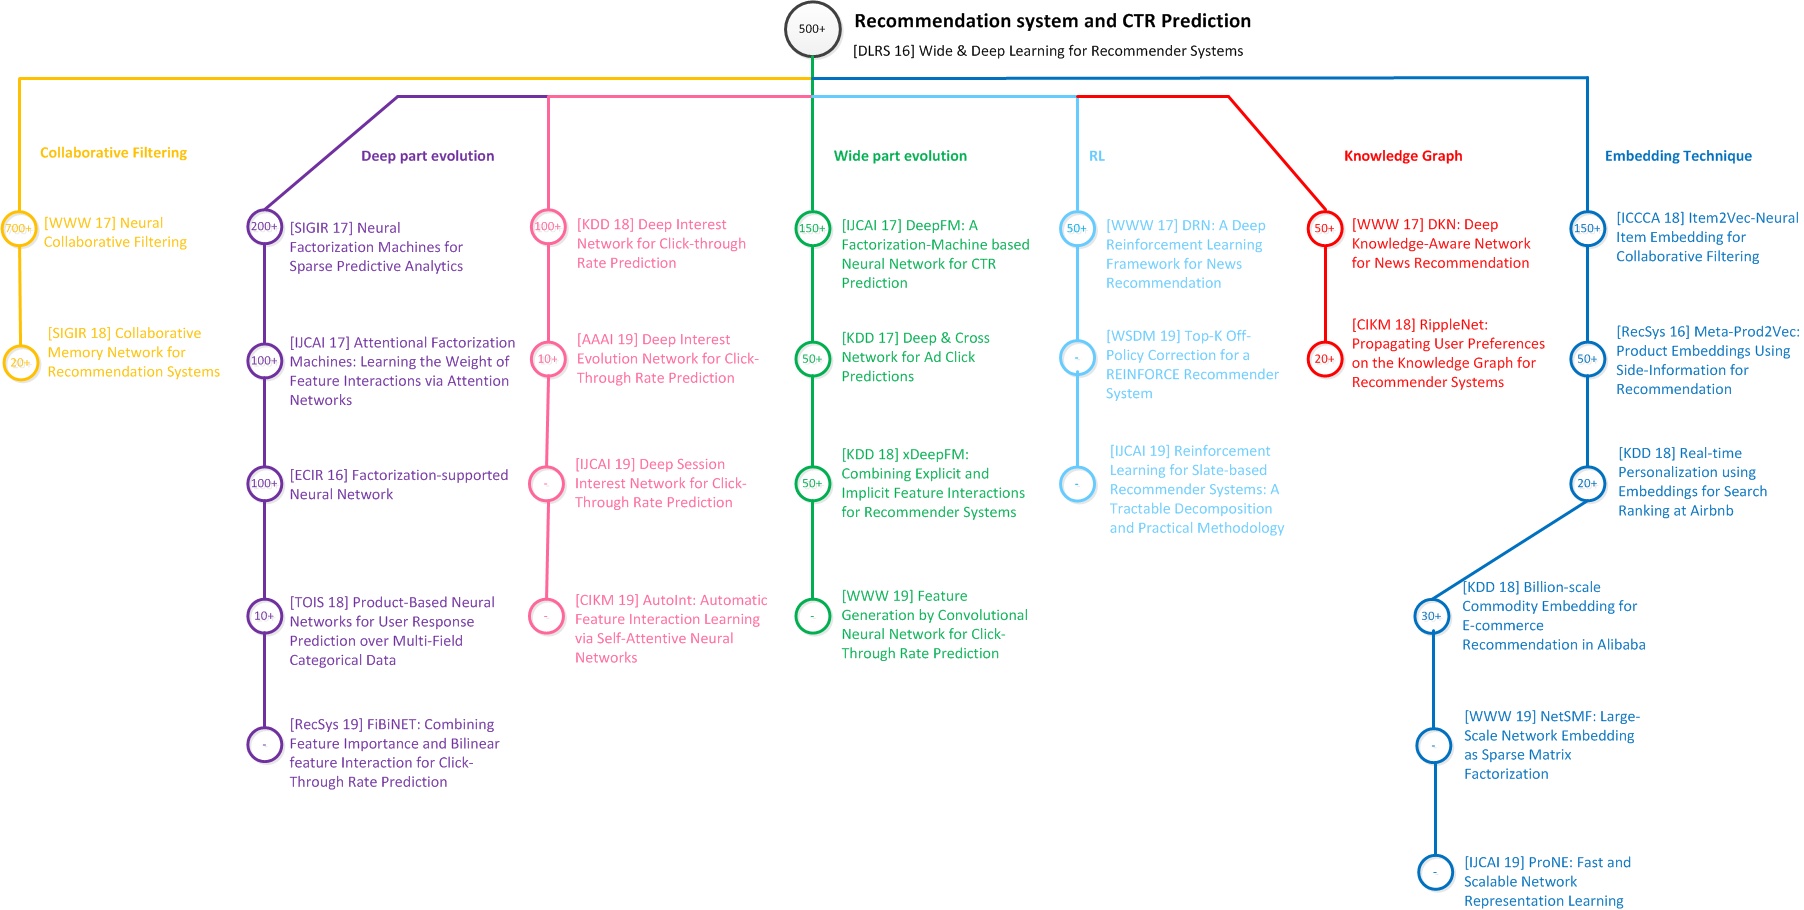 500+
Recommendation system and CTR Prediction
[DLRS 16] Wide & Deep Learning for Recommender Systems
Collaborative Filtering
700+
[WWW 17] Neural
Collaborative Filtering
20+
[SIGIR 18] Collaborative
Memory Network for
Recommendation Systems
Deep part evolution
200+
[SIGIR 17] Neural
Factorization Machines for
Sparse Predictive Analytics
100+
[IJCAI 17] Attentional Factorization
Machines: Learning the Weight of
Feature Interactions via Attention
Networks
100+
[ECIR 16] Factorization-supported
Neural Network
10+
[TOIS 18] Product-Based Neural
Networks for User Response
Prediction over Multi-Field
Categorical Data
-
[RecSys 19] FiBiNET: Combining
Feature Importance and Bilinear
feature Interaction for Click-
Through Rate Prediction
100+
[KDD 18] Deep Interest
Network for Click-through
Rate Prediction
10+
[AAAI 19] Deep Interest
Evolution Network for Click-
Through Rate Prediction
-
[IJCAI 19] Deep Session
Interest Network for Click-
Through Rate Prediction
-
[CIKM 19] AutoInt: Automatic
Feature Interaction Learning
via Self-Attentive Neural
Networks
Wide part evolution
150+
[IJCAI 17] DeepFM: A
Factorization-Machine based
Neural Network for CTR
Prediction
50+
[KDD 17] Deep & Cross
Network for Ad Click
Predictions
50+
[KDD 18] xDeepFM:
Combining Explicit and
Implicit Feature Interactions
for Recommender Systems
-
[WWW 19] Feature
Generation by Convolutional
Neural Network for Click-
Through Rate Prediction
RL
50+
[WWW 17] DRN: A Deep
Reinforcement Learning
Framework for News
Recommendation
-
[WSDM 19] Top-K Off-
Policy Correction for a
REINFORCE Recommender
System
-
[IJCAI 19] Reinforcement
Learning for Slate-based
Recommender Systems: A
Tractable Decomposition
and Practical Methodology
Knowledge Graph
50+
[WWW 17] DKN: Deep
Knowledge-Aware Network
for News Recommendation
20+
[CIKM 18] RippleNet:
Propagating User Preferences
on the Knowledge Graph for
Recommender Systems
Embedding Technique
150+
[ICCCA 18] Item2Vec-Neural
Item Embedding for
Collaborative Filtering
50+
[RecSys 16] Meta-Prod2Vec:
Product Embeddings Using
Side-Information for
Recommendation
20+
[KDD 18] Real-time
Personalization using
Embeddings for Search
Ranking at Airbnb
30+
[KDD 18] Billion-scale
Commodity Embedding for
E-commerce
Recommendation in Alibaba
-
[WWW 19] NetSMF: Large-
Scale Network Embedding
as Sparse Matrix
Factorization
-
[IJCAI 19] ProNE: Fast and
Scalable Network
Representation Learning